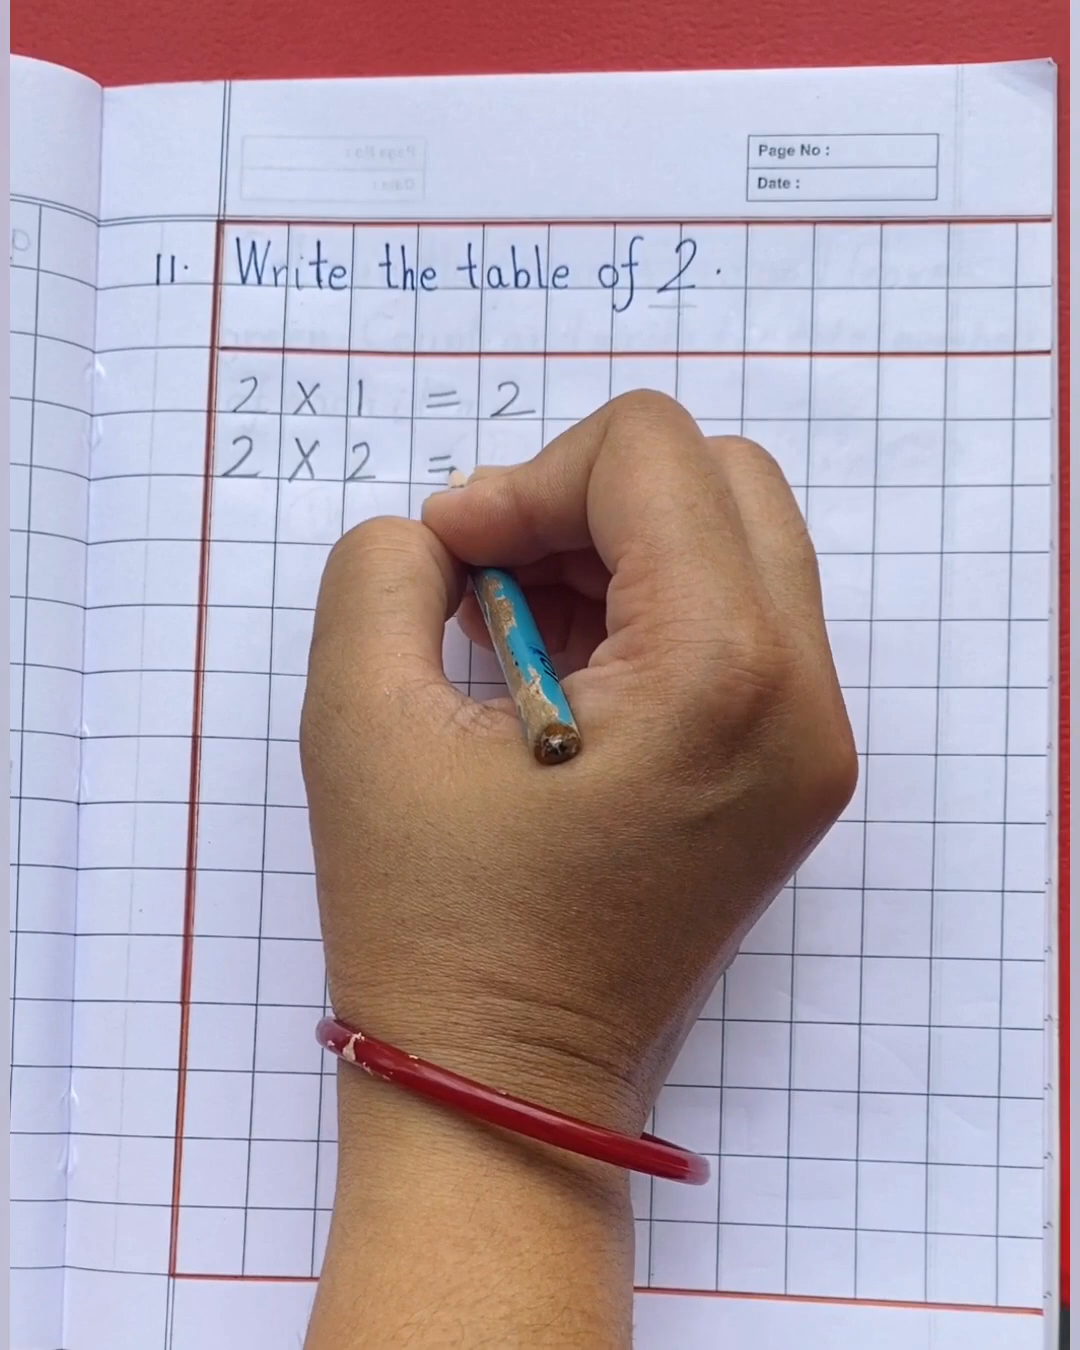 Page No :
Date :
11. Write the table of 2.
2 × 1 = 2
2 × 2 =